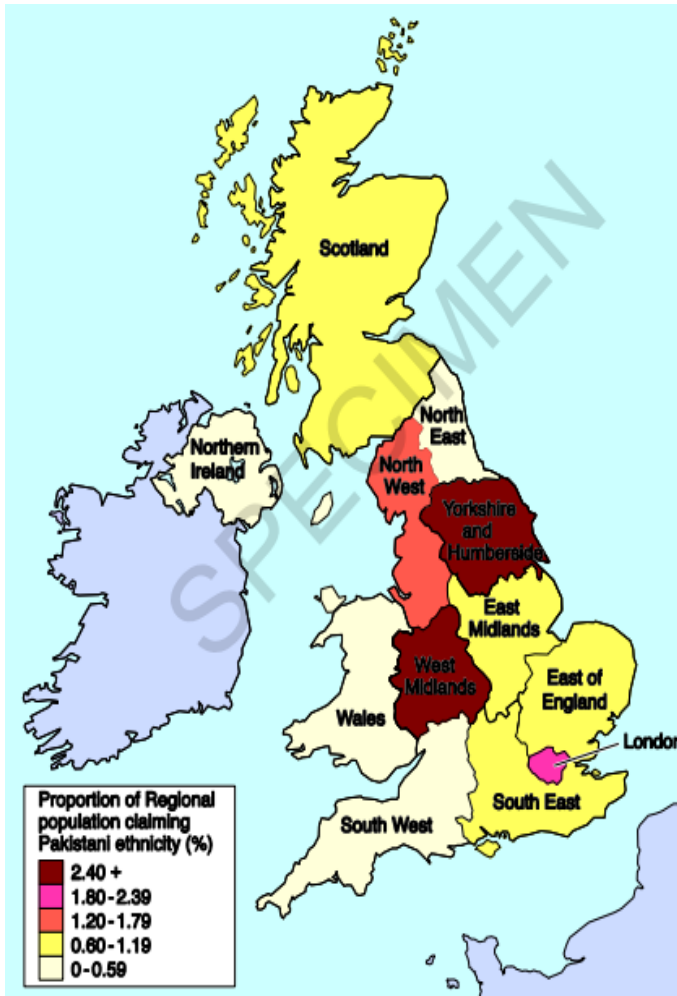 Scotland
North
East
Northern
Ireland
North
West
Yorkshire
and
Humberside
East
Midlands
West
Midlands
East of
England
Wales
London
South East
South West
Proportion of Regional
population claiming
Pakistani ethnicity (%)
2.40 +
1.80-2.39
1.20-1.79
0.60-1.19
0-0.59
SPECIMEN